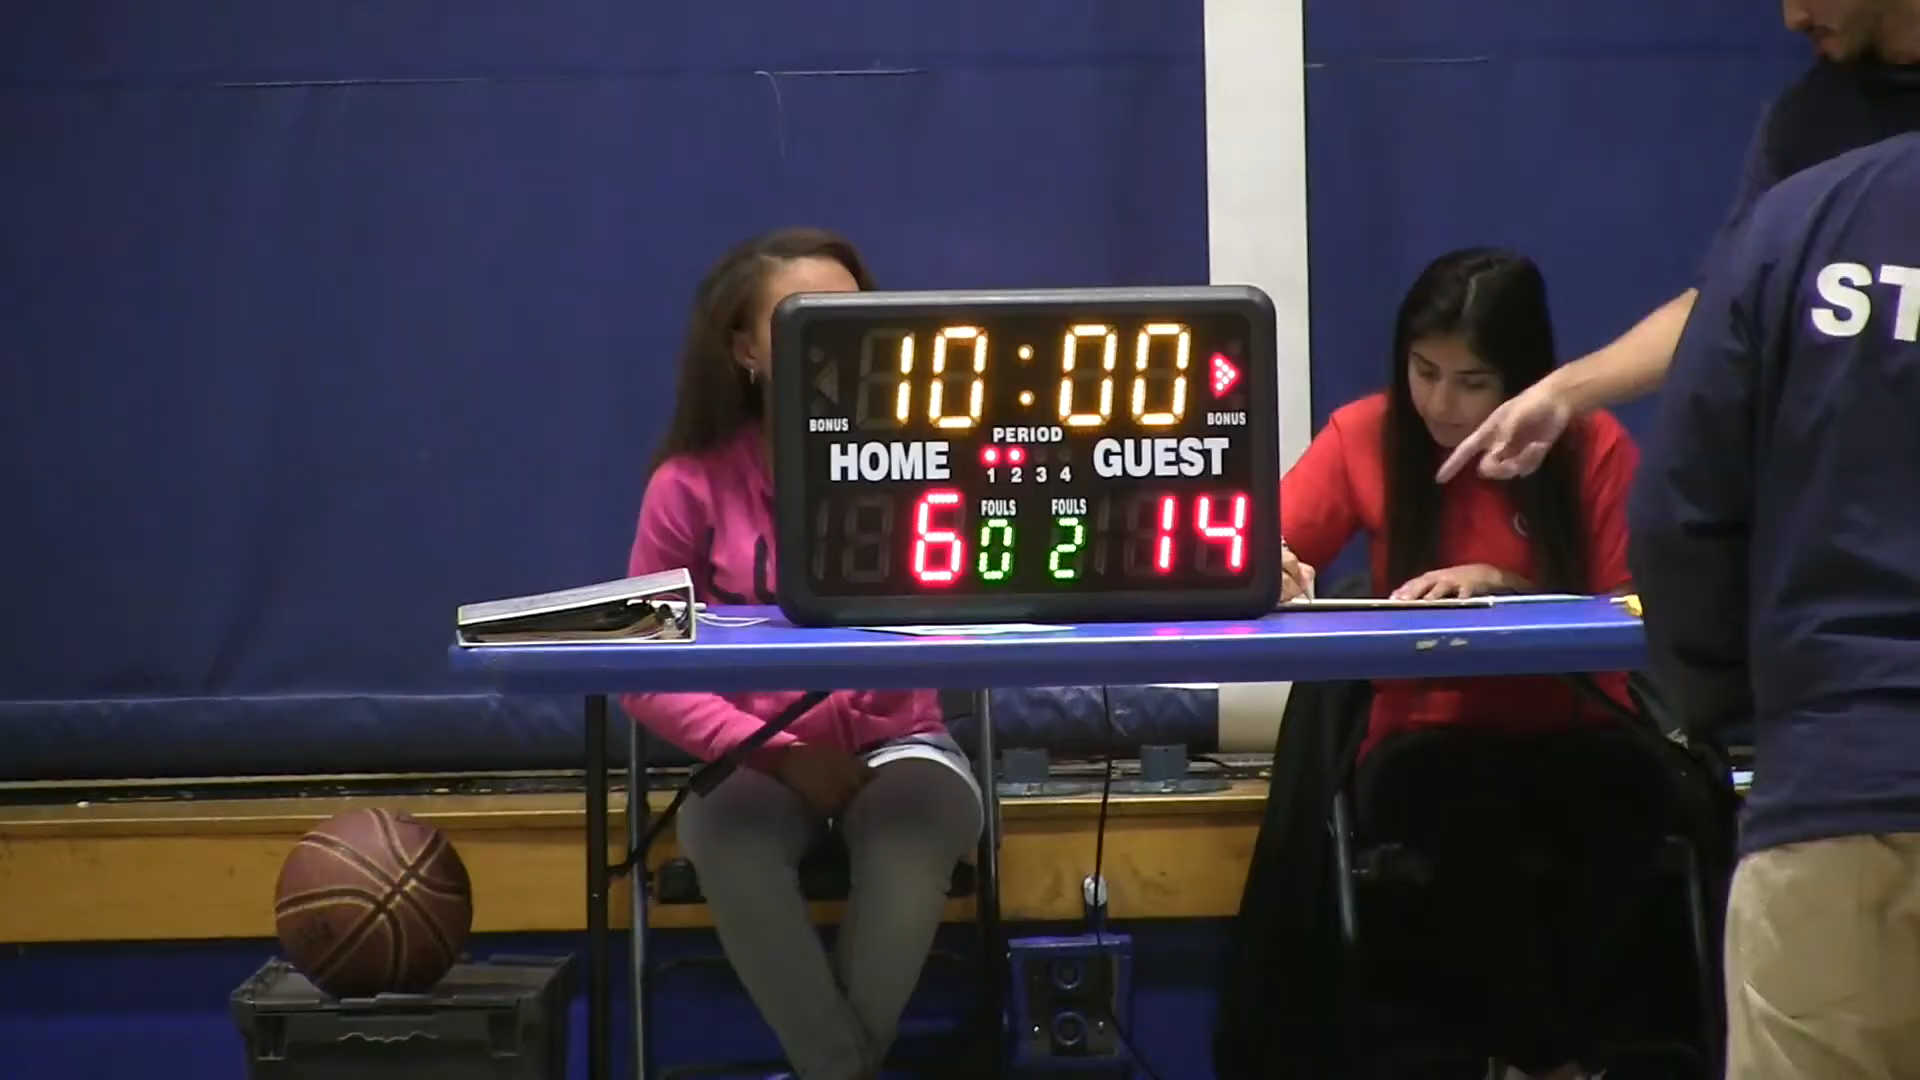 10:00
BONUS
BONUS
PERIOD
HOME
GUEST
1 2 3 4
FOULS
FOULS
6
0
2
14
ST